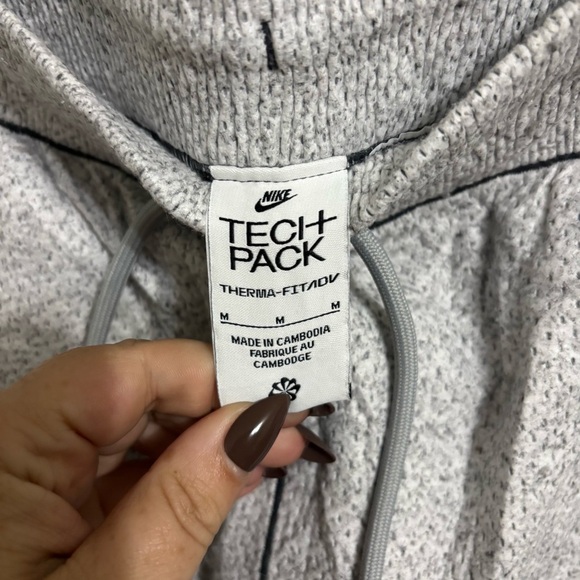 NIKE
TECH
PACK
THERMA-FIT ADV
M M M
MADE IN CAMBODIA
FABRIQUE AU
CAMBODGE